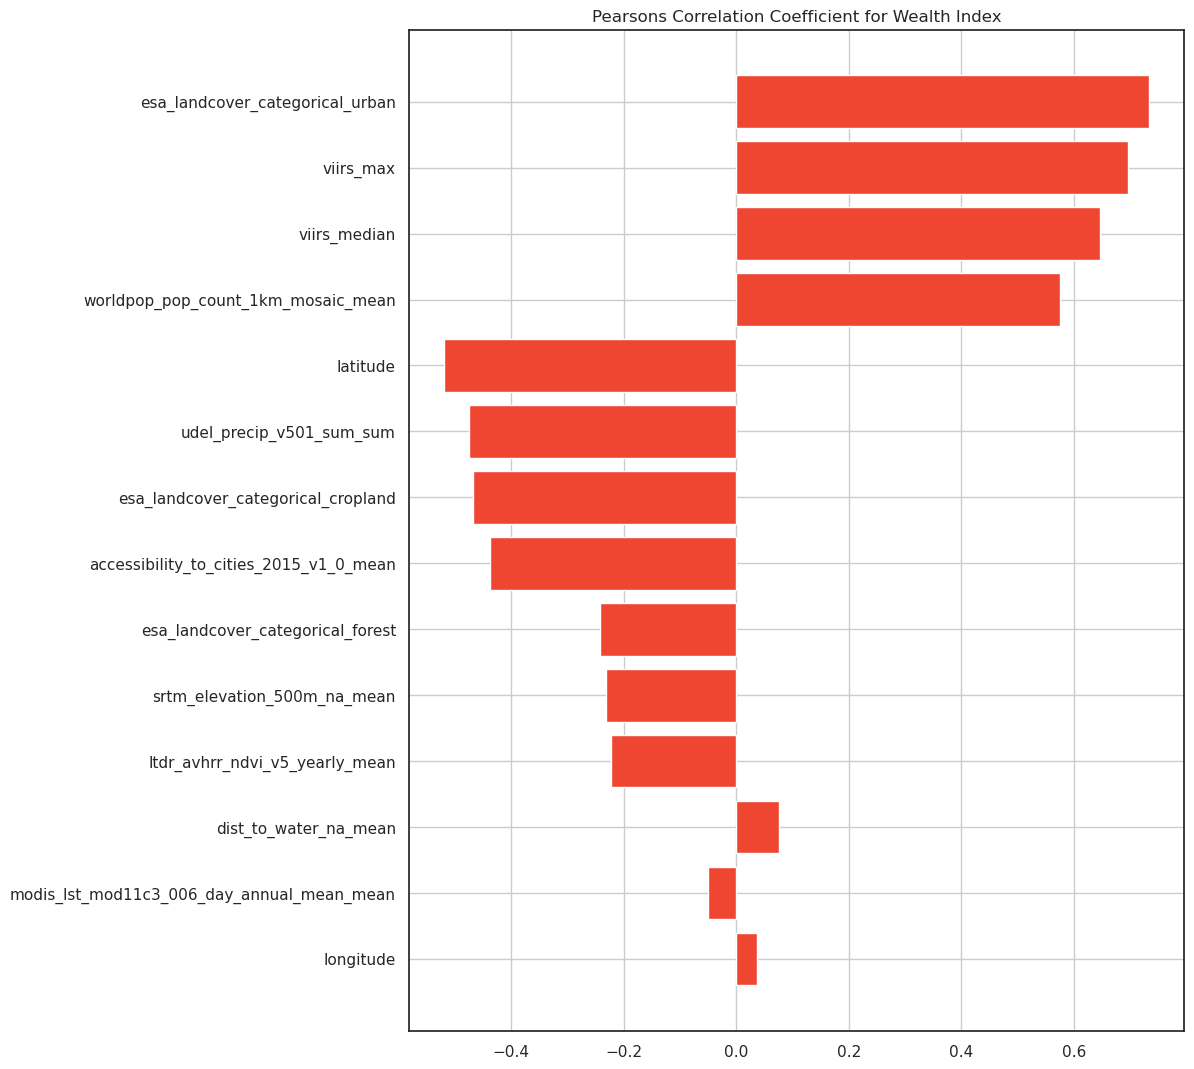 Pearsons Correlation Coefficient for Wealth Index
esa_landcover_categorical_urban
viirs_max
viirs_median
worldpop_pop_count_1km_mosaic_mean
latitude
udel_precip_v501_sum_sum
esa_landcover_categorical_cropland
accessibility_to_cities_2015_v1_0_mean
esa_landcover_categorical_forest
srtm_elevation_500m_na_mean
ltdr_avhrr_ndvi_v5_yearly_mean
dist_to_water_na_mean
modis_lst_mod11c3_006_day_annual_mean_mean
longitude
−0.4 −0.2 0.0 0.2 0.4 0.6